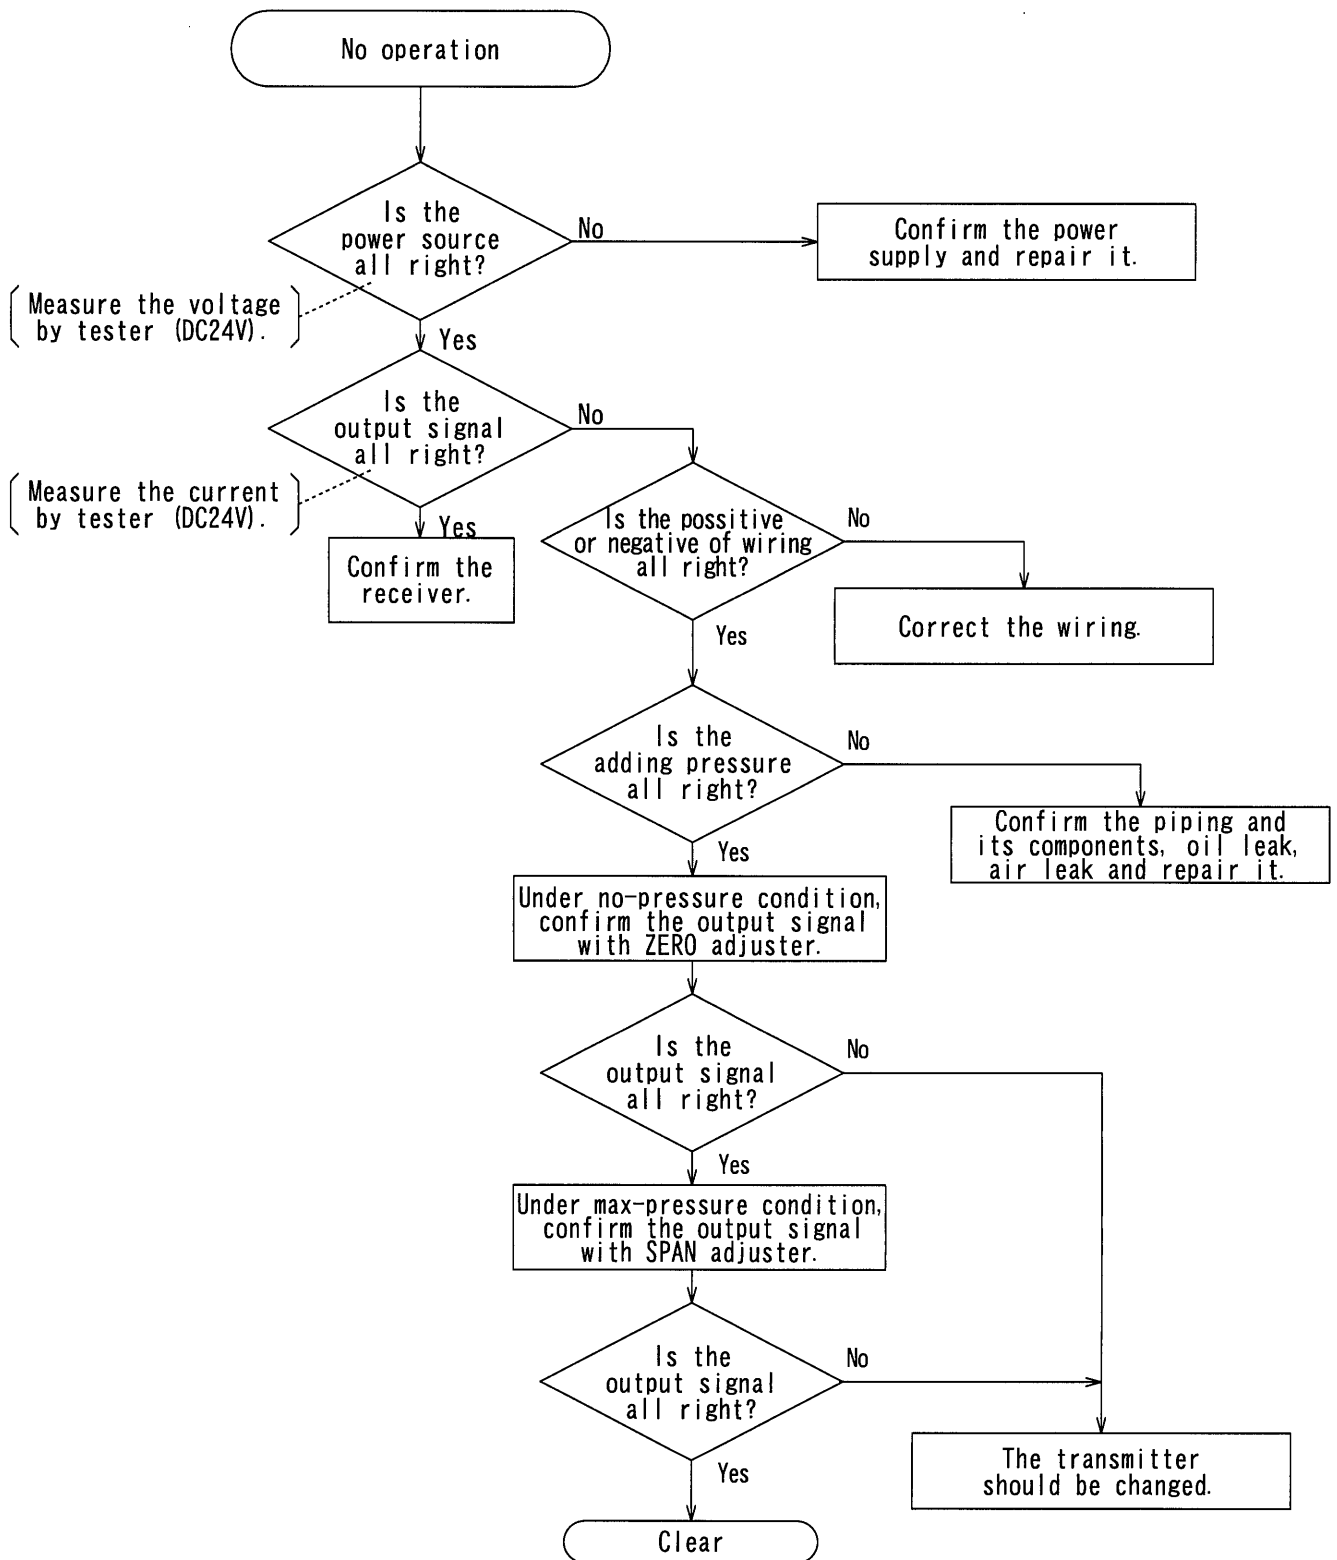 No operation
Is the
power source
all right?
No
Confirm the power
supply and repair it.
Measure the voltage
by tester (DC24V).
Yes
Is the
output signal
all right?
No
Measure the current
by tester (DC24V).
Yes
Confirm the
receiver.
Is the possitive
or negative of wiring
all right?
No
Correct the wiring.
Yes
Is the
adding pressure
all right?
No
Confirm the piping and
its components, oil leak,
air leak and repair it.
Yes
Under no-pressure condition,
confirm the output signal
with ZERO adjuster.
Is the
output signal
all right?
No
Yes
Under max-pressure condition,
confirm the output signal
with SPAN adjuster.
Is the
output signal
all right?
No
The transmitter
should be changed.
Yes
Clear